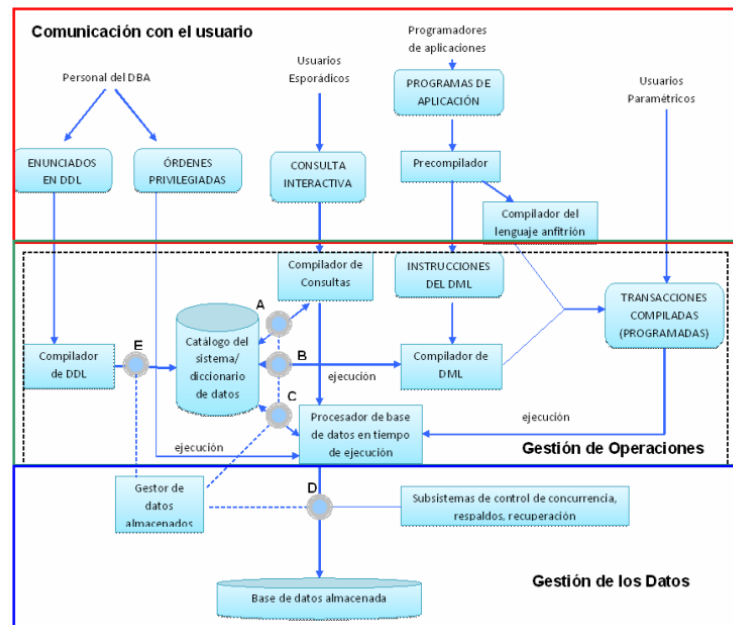 Comunicación con el usuario
Programadores
de aplicaciones
Usuarios
Esporádicos
Personal del DBA
PROGRAMAS DE
APLICACIÓN
Usuarios
Paramétricos
ENUNCIADOS
EN DDL
ÓRDENES
PRIVILEGIADAS
CONSULTA
INTERACTIVA
Precompilador
Compilador del
lenguaje anfitrión
Compilador de
Consultas
INSTRUCCIONES
DEL DML
TRANSACCIONES
COMPILADAS
(PROGRAMADAS)
A
Catálogo del
sistema/
diccionario
de datos
E
B
Compilador
de DDL
Compilador de
DML
ejecución
C
Procesador de base
de datos en tiempo
de ejecución
ejecución
ejecución
Gestión de Operaciones
Gestor de
datos
almacenados
D
Subsistemas de control de concurrencia,
respaldos, recuperación
Gestión de los Datos
Base de datos almacenada